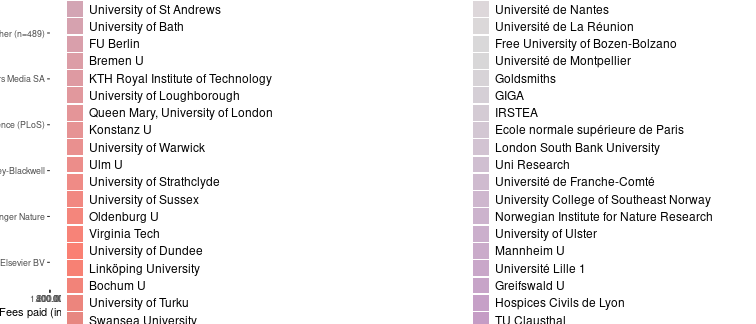 her (n=489)
rs Media SA
ence (PLoS)
ey-Blackwell
nger Nature
Elsevier BV
Fees paid (in
University of St Andrews
University of Bath
FU Berlin
Bremen U
KTH Royal Institute of Technology
University of Loughborough
Queen Mary, University of London
Konstanz U
University of Warwick
Ulm U
University of Strathclyde
University of Sussex
Oldenburg U
Virginia Tech
University of Dundee
Linköping University
Bochum U
University of Turku
Swansea University
Université de Nantes
Université de La Réunion
Free University of Bozen-Bolzano
Université de Montpellier
Goldsmiths
GIGA
IRSTEA
Ecole normale supérieure de Paris
London South Bank University
Uni Research
Université de Franche-Comté
University College of Southeast Norway
Norwegian Institute for Nature Research
University of Ulster
Mannheim U
Université Lille 1
Greifswald U
Hospices Civils de Lyon
TU Clausthal